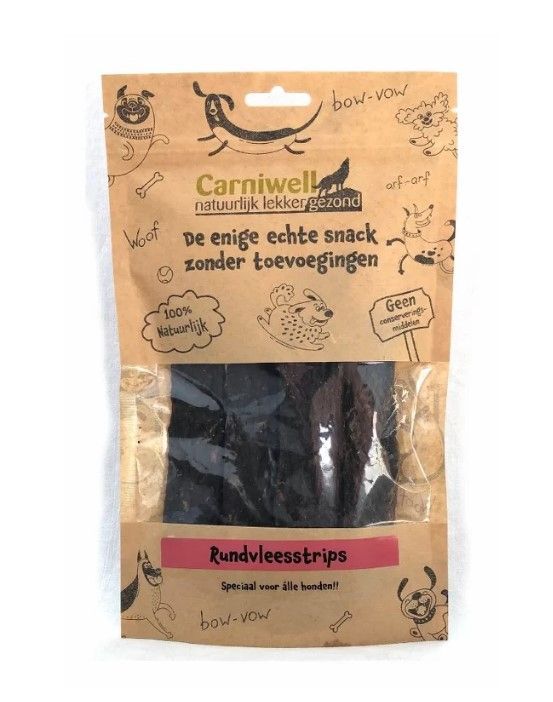 bow-vow
Carniwell
natuurlijk lekker gezond
arf-arf
Woof
De enige echte snack
zonder toevoegingen
100%
Natuurlijk
Geen
conserverings-
middelen
Rundvleesstrips
Speciaal voor álle honden!!
bow-vow